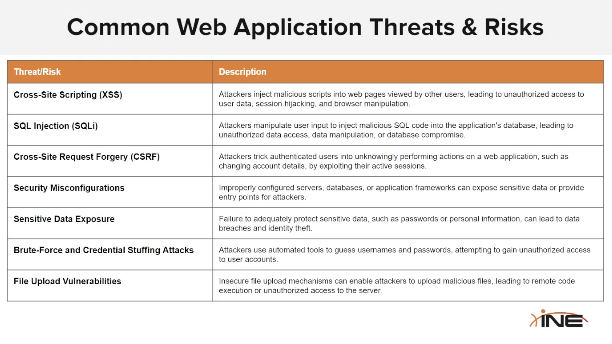 Common Web Application Threats & Risks
Threat/Risk
Description
Cross-Site Scripting (XSS)
Attackers inject malicious scripts into web pages viewed by other users, leading to unauthorized access to
user data, session hijacking, and browser manipulation.
SQL Injection (SQLi)
Attackers manipulate user input to inject malicious SQL code into the application's database, leading to
unauthorized data access, data manipulation, or database compromise.
Cross-Site Request Forgery (CSRF)
Attackers trick authenticated users into unknowingly performing actions on a web application, such as
changing account details, by exploiting their active sessions.
Security Misconfigurations
Improperly configured servers, databases, or application frameworks can expose sensitive data or provide
entry points for attackers.
Sensitive Data Exposure
Failure to adequately protect sensitive data, such as passwords or personal information, can lead to data
breaches and identity theft.
Brute-Force and Credential Stuffing Attacks
Attackers use automated tools to guess usernames and passwords, attempting to gain unauthorized access
to user accounts.
File Upload Vulnerabilities
Insecure file upload mechanisms can enable attackers to upload malicious files, leading to remote code
execution or unauthorized access to the server.
INE